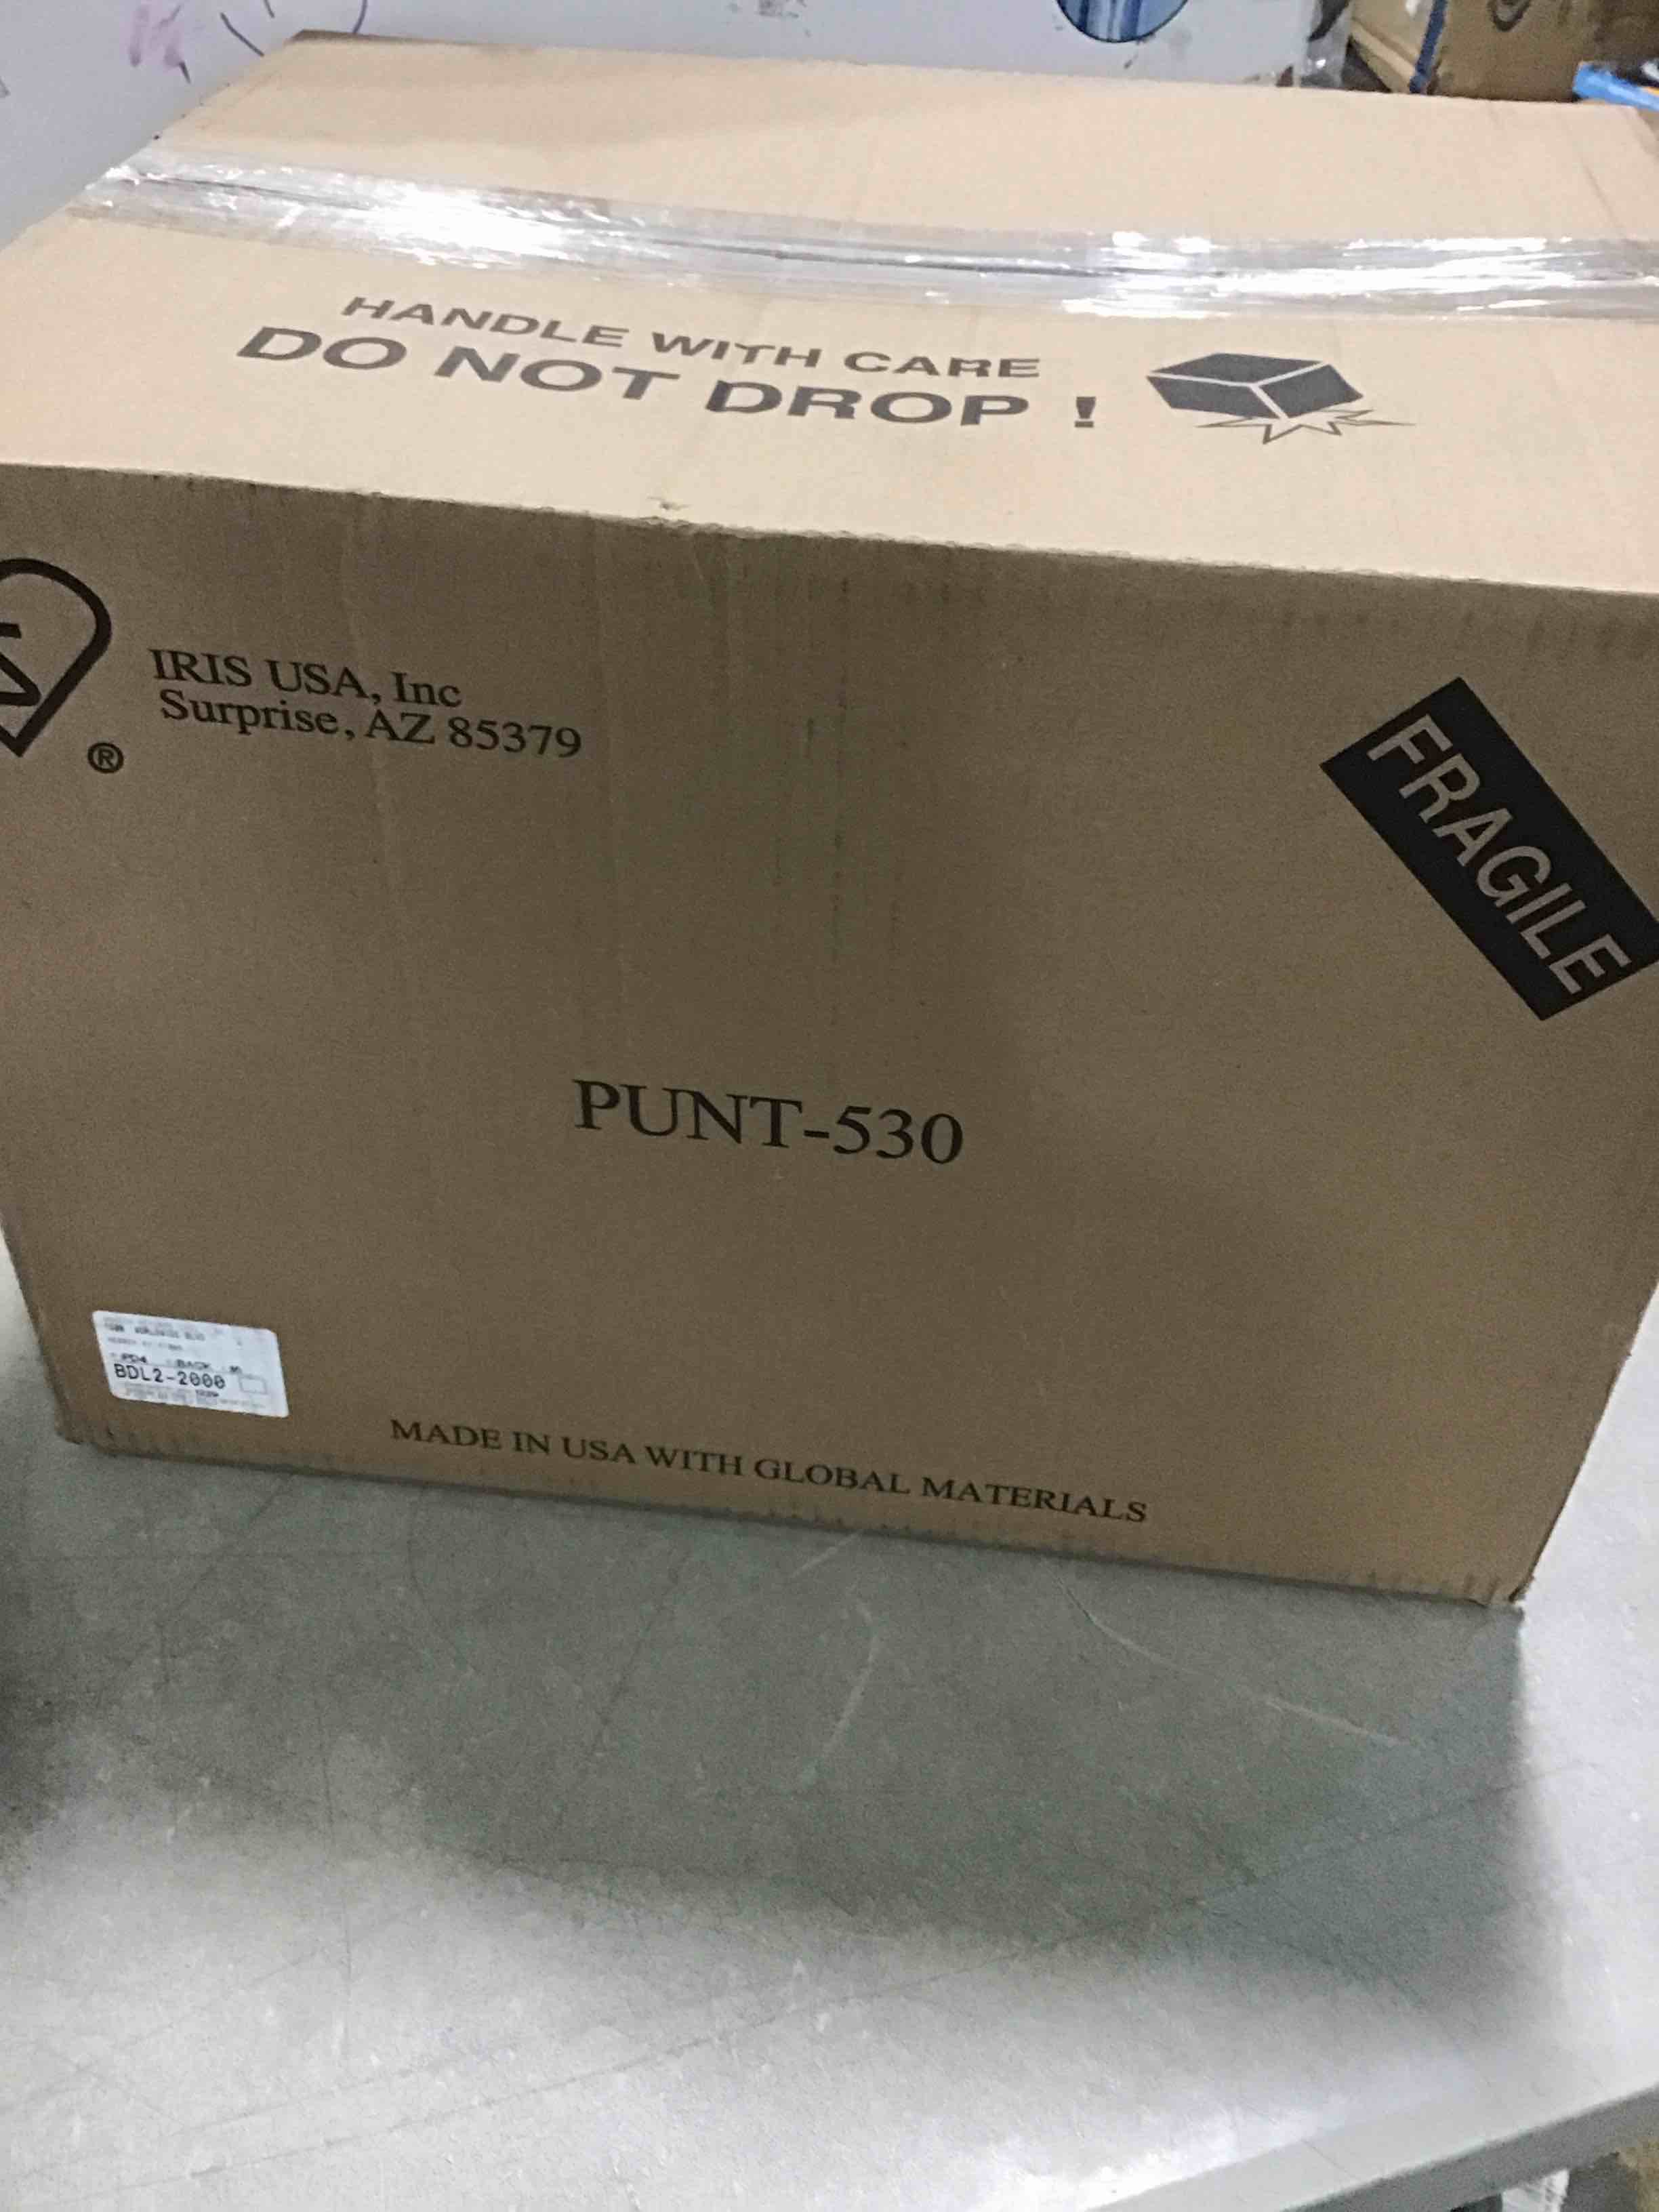 HANDLE WITH CARE
DO NOT DROP !
IRIS USA, Inc
Surprise, AZ 85379
®
FRAGILE
PUNT-530
BDL2-2000
MADE IN USA WITH GLOBAL MATERIALS